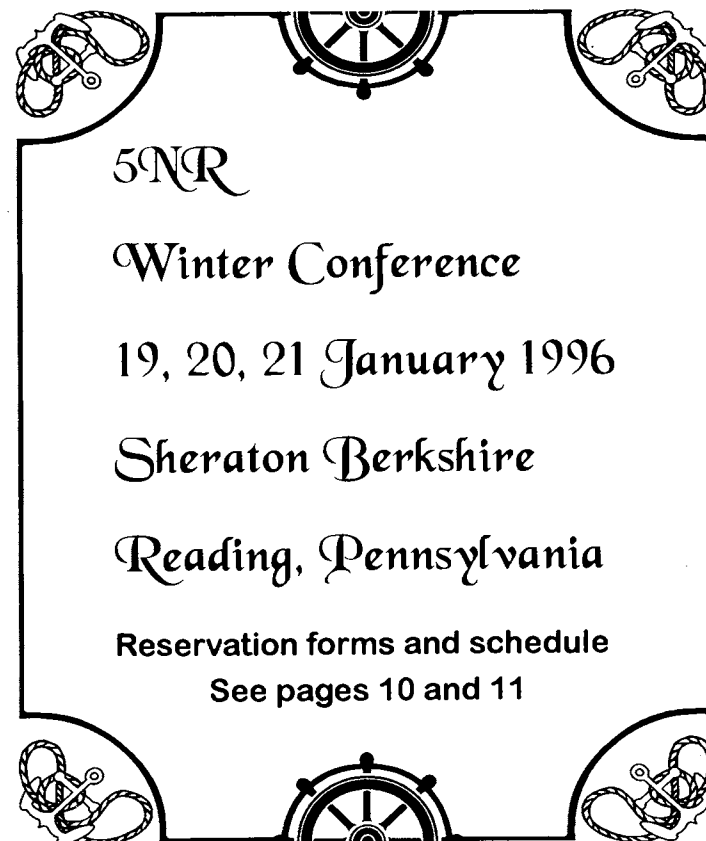 5NR
Winter Conference
19, 20, 21 January 1996
Sheraton Berkshire
Reading, Pennsylvania
Reservation forms and schedule
See pages 10 and 11